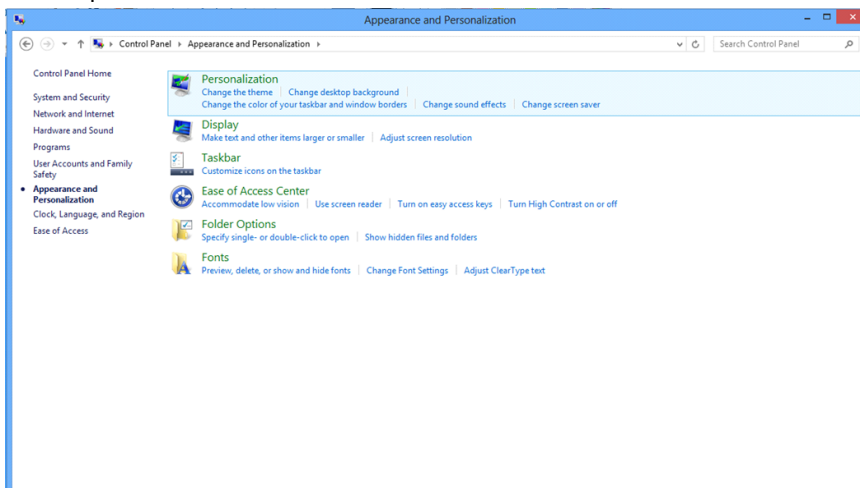 Appearance and Personalization
Control Panel Appearance and Personalization
Search Control Panel
Control Panel Home
System and Security
Network and Internet
Hardware and Sound
Programs
User Accounts and Family
Safety
Appearance and
Personalization
Clock, Language, and Region
Ease of Access
Personalization
Change the theme Change desktop background
Change the color of your taskbar and window borders Change sound effects Change screen saver
Display
Make text and other items larger or smaller Adjust screen resolution
Taskbar
Customize icons on the taskbar
Ease of Access Center
Accommodate low vision Use screen reader Turn on easy access keys Turn High Contrast on or off
Folder Options
Specify single- or double-click to open Show hidden files and folders
Fonts
Preview, delete, or show and hide fonts Change Font Settings Adjust ClearType text